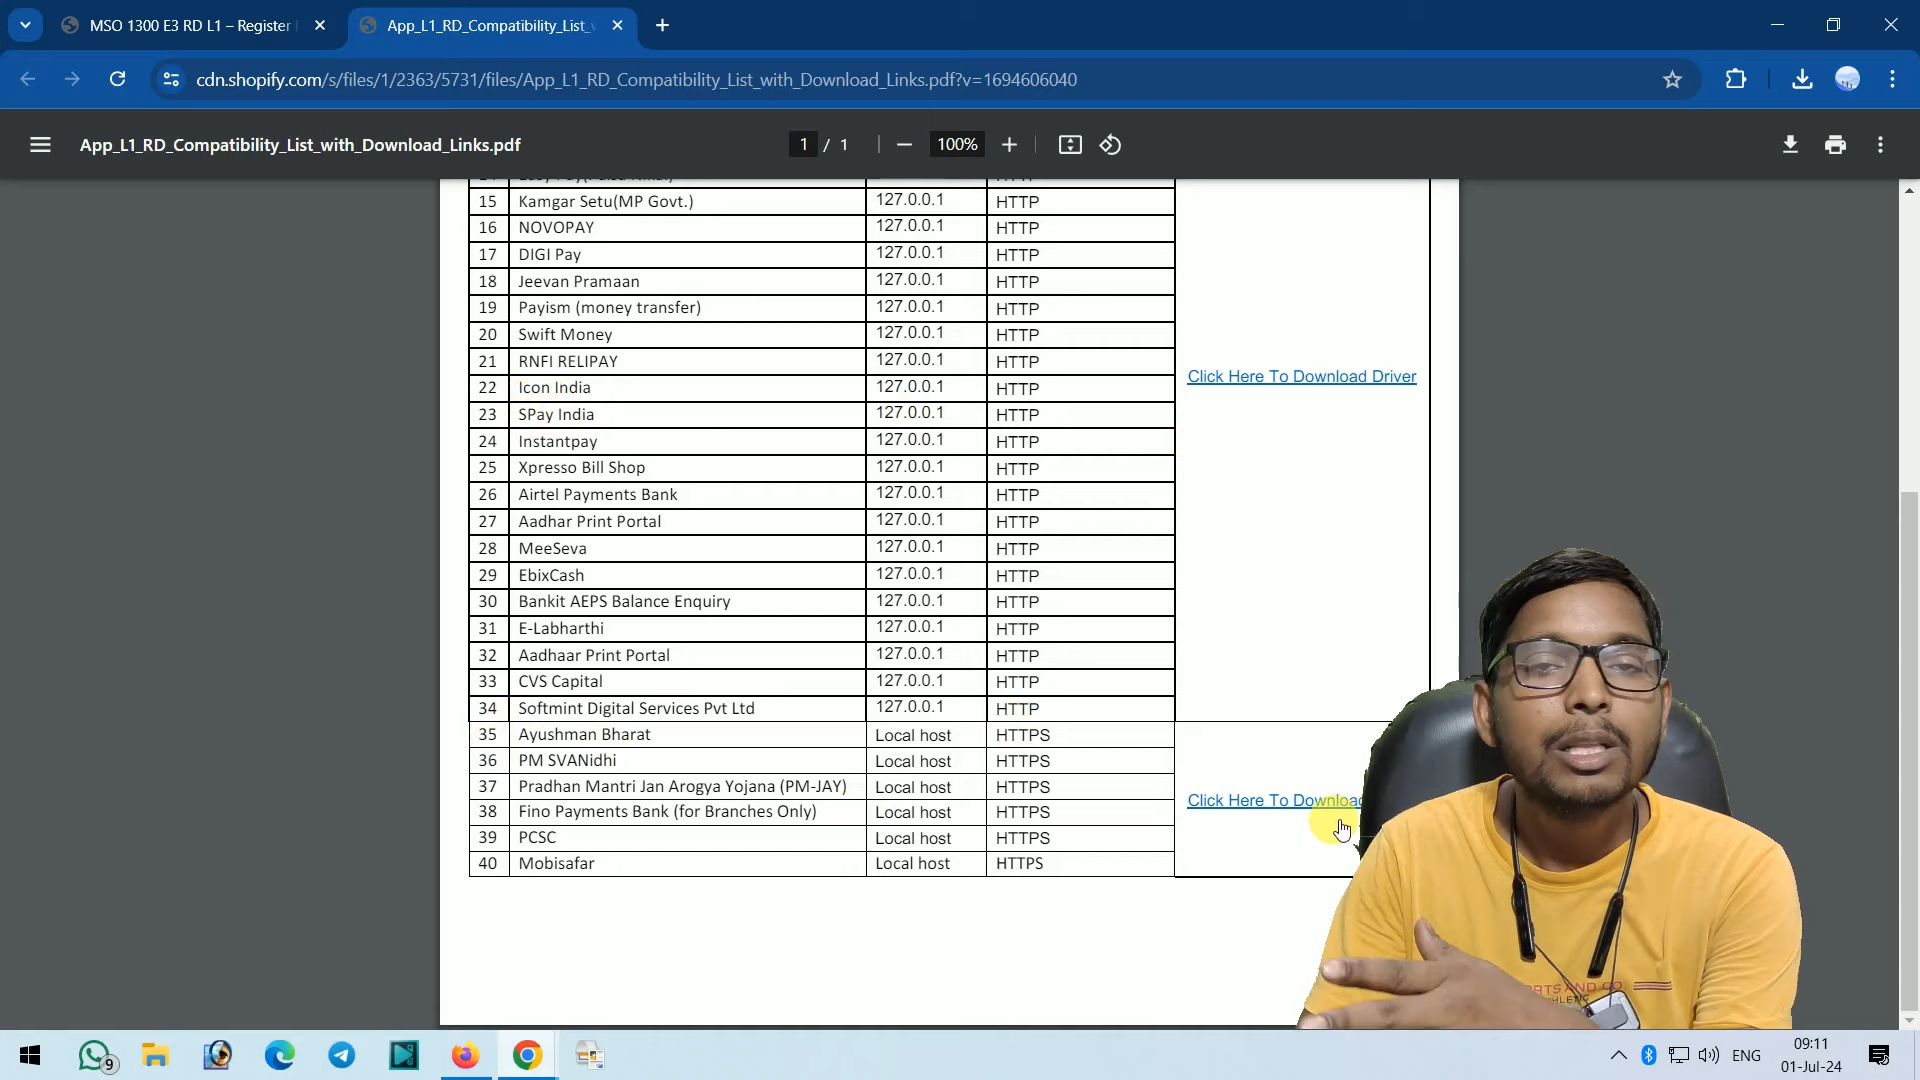 MSO 1300 E3 RD L1 – Register
App_L1_RD_Compatibility_List_
cdn.shopify.com/s/files/1/2363/5731/files/App_L1_RD_Compatibility_List_with_Download_Links.pdf?v=1694606040
App_L1_RD_Compatibility_List_with_Download_Links.pdf
1 / 1
100%
15 Kamgar Setu(MP Govt.) 127.0.0.1 HTTP
16 NOVOPAY 127.0.0.1 HTTP
17 DIGI Pay 127.0.0.1 HTTP
18 Jeevan Pramaan 127.0.0.1 HTTP
19 Payism (money transfer) 127.0.0.1 HTTP
20 Swift Money 127.0.0.1 HTTP
21 RNFI RELIPAY 127.0.0.1 HTTP
Click Here To Download Driver
22 Icon India 127.0.0.1 HTTP
23 SPay India 127.0.0.1 HTTP
24 Instantpay 127.0.0.1 HTTP
25 Xpresso Bill Shop 127.0.0.1 HTTP
26 Airtel Payments Bank 127.0.0.1 HTTP
27 Aadhar Print Portal 127.0.0.1 HTTP
28 MeeSeva 127.0.0.1 HTTP
29 EbixCash 127.0.0.1 HTTP
30 Bankit AEPS Balance Enquiry 127.0.0.1 HTTP
31 E-Labharthi 127.0.0.1 HTTP
32 Aadhaar Print Portal 127.0.0.1 HTTP
33 CVS Capital 127.0.0.1 HTTP
34 Softmint Digital Services Pvt Ltd 127.0.0.1 HTTP
35 Ayushman Bharat Local host HTTPS
36 PM SVANidhi Local host HTTPS
37 Pradhan Mantri Jan Arogya Yojana (PM-JAY) Local host HTTPS
Click Here To Download
38 Fino Payments Bank (for Branches Only) Local host HTTPS
39 PCSC Local host HTTPS
40 Mobisafar Local host HTTPS
9
ENG
09:11
01-Jul-24